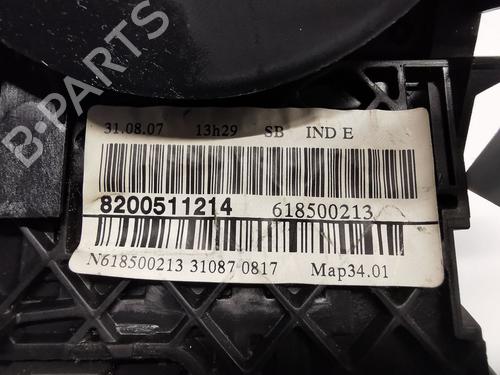 31.08.07 13h29 SB IND E
8200511214 618500213
N618500213 31087 0817 Map34.01
B-PARTS